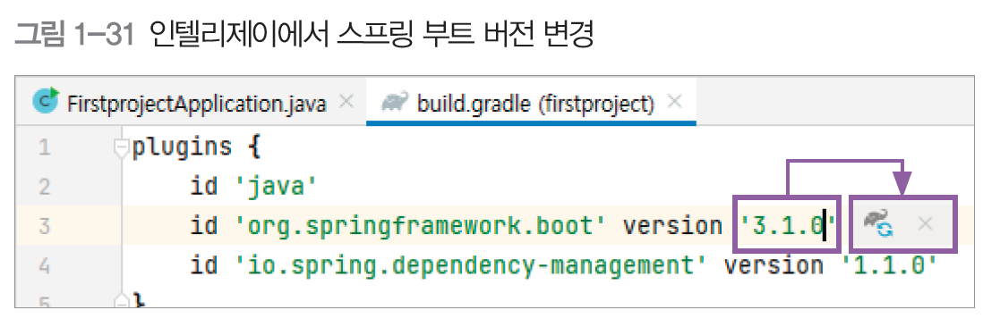 그림 1-31 인텔리제이에서 스프링 부트 버전 변경
FirstprojectApplication.java build.gradle (firstproject)
1 plugins {
2 id 'java'
3 id 'org.springframework.boot' version '3.1.0'
4 id 'io.spring.dependency-management' version '1.1.0'
5 }